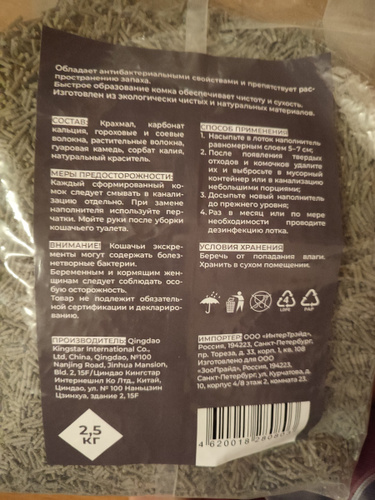 Обладает антибактериальными свойствами и препятствует рас-
пространению запаха.
Быстрое образование комка обеспечивает чистоту и сухость.
Изготовлен из экологически чистых и натуральных материалов.
СОСТАВ: Крахмал, карбонат
кальция, гороховые и соевые
волокна, растительные волокна,
гуаровая камедь, сорбат калия,
натуральный краситель.
МЕРЫ ПРЕДОСТОРОЖНОСТИ:
Каждый сформированный ко-
мок следует смывать в канали-
зацию отдельно. При замене
наполнителя используйте пер-
чатки. Мойте руки после уборки
кошачьего туалета.
ВНИМАНИЕ! Кошачьи экскре-
менты могут содержать болез-
нетворные бактерии.
Беременным и кормящим жен-
щинам следует соблюдать осо-
бую осторожность.
Товар не подлежит обязатель-
ной сертификации и декларир-
ованию.
ПРОИЗВОДИТЕЛЬ: Qingdao
Kingstar International Co.,
Ltd, China, Qingdao, №100
Nanjing Road, Jinhua Mansion,
Bld. 2, 15F/Циндао Кингстар
Интернешнл Ко Лтд., Китай,
Циндао, ул. № 100 Наньцзин
Цзинхуа, здание 2, 15F
2,5
КГ
СПОСОБ ПРИМЕНЕНИЯ
1. Насыпьте в лоток наполнитель
равномерным слоем 5-7 см;
2. После появления твердых
отходов и комочков удалите
их и выбросьте в мусорный
контейнер или в канализацию
небольшими порциями;
3. Досыпьте новый наполнитель
до прежнего уровня;
4. Раз в месяц или по мере
необходимости проводите
дезинфекцию лотка.
УСЛОВИЯ ХРАНЕНИЯ
Беречь от попадания влаги.
Хранить в сухом помещении.
4
LDPE
PAP
ИМПОРТЕР: ООО «ИнтерТрэйд»,
Россия, 194223, Санкт-Петербург,
пр. Тореза, д. 33, корп. 1, кв. 108
Изготовлено для ООО
«ЗооПрайд», Россия, 194223,
Санкт-Петербург, ул. Курчатова, д.
10, корпус 4/8 этаж 2, комната 23,
4 620018 28